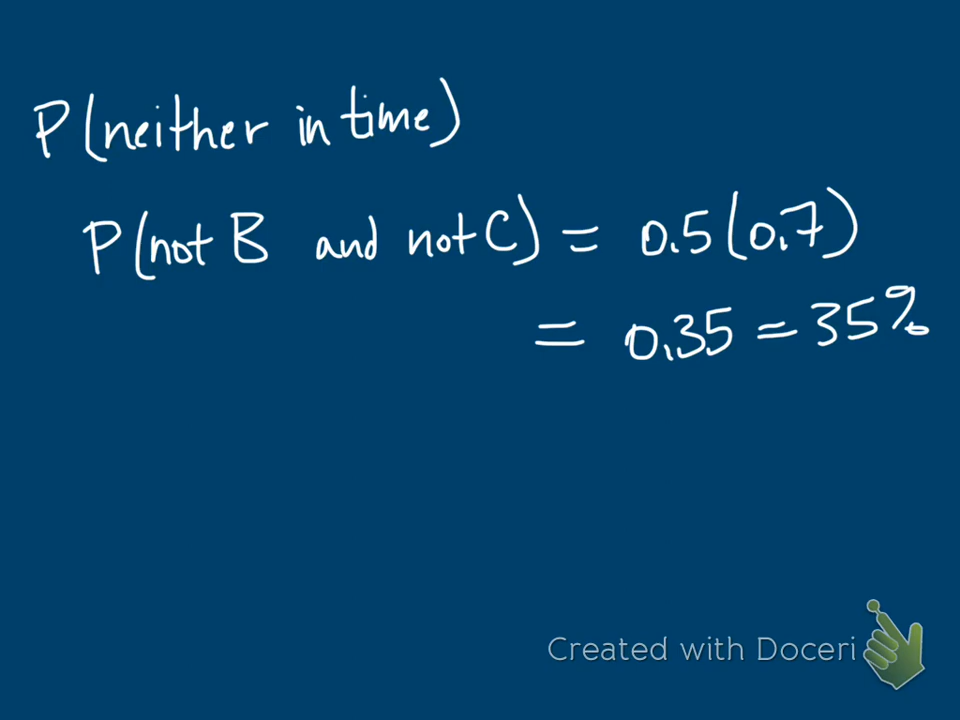 P(neither in time)
P(not B and not C) = 0.5(0.7)
= 0.35 = 35%
Created with Doceri